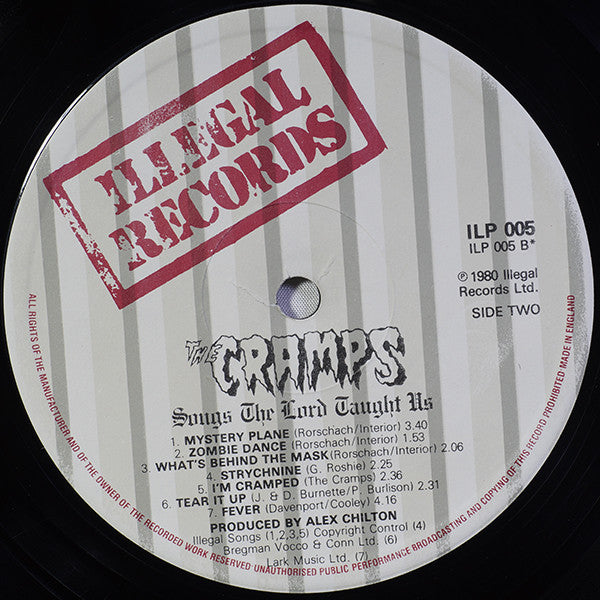 ILLEGAL
RECORDS
ILP 005
ILP 005 B*
℗ 1980 Illegal
Records Ltd.
SIDE TWO
THE CRAMPS
Songs The Lord Taught Us
1. MYSTERY PLANE (Rorschach/Interior) 3.40
2. ZOMBIE DANCE (Rorschach/Interior) 1.53
3. WHAT'S BEHIND THE MASK (Rorschach/Interior) 2.06
4. STRYCHNINE (G. Roshie) 2.25
5. I'M CRAMPED (The Cramps) 2.36
6. TEAR IT UP (J. & D. Burnette/P. Burlison) 2.31
7. FEVER (Davenport/Cooley) 4.16
PRODUCED BY ALEX CHILTON
Illegal Songs (1,2,3,5) Copyright Control (4)
Bregman Vocco & Conn Ltd. (6)
Lark Music Ltd. (7)
ALL RIGHTS OF THE MANUFACTURER AND OF THE OWNER OF THE RECORDED WORK RESERVED UNAUTHORISED PUBLIC PERFORMANCE BROADCASTING AND COPYING OF THIS RECORD PROHIBITED MADE IN ENGLAND